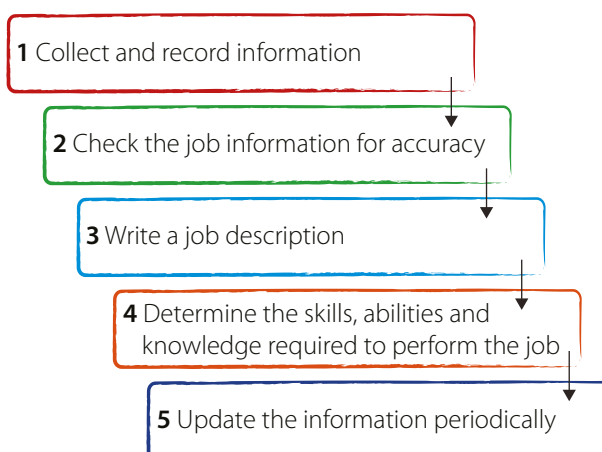 1 Collect and record information
2 Check the job information for accuracy
3 Write a job description
4 Determine the skills, abilities and
knowledge required to perform the job
5 Update the information periodically